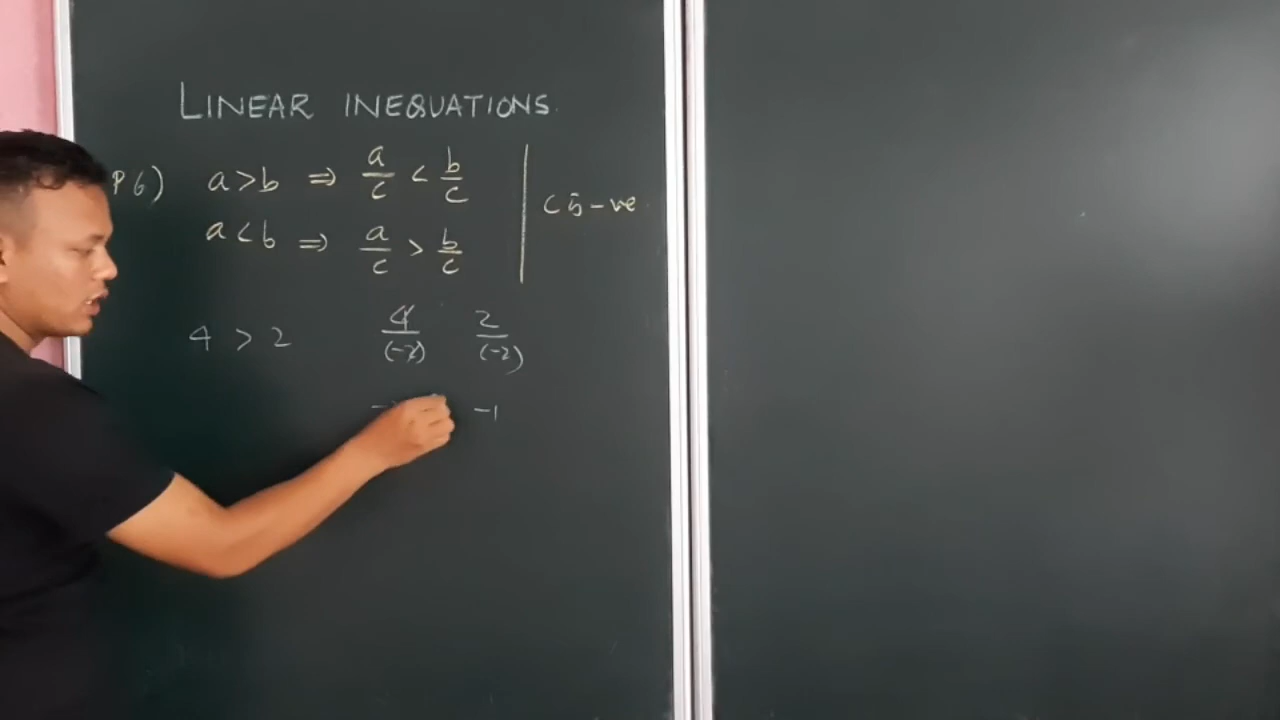 LINEAR INEQUATIONS.
P6) a>b ⇒ a/c < b/c
a<b ⇒ a/c > b/c
c is -ve
4 > 2 4/(-2) 2/(-2)
-1